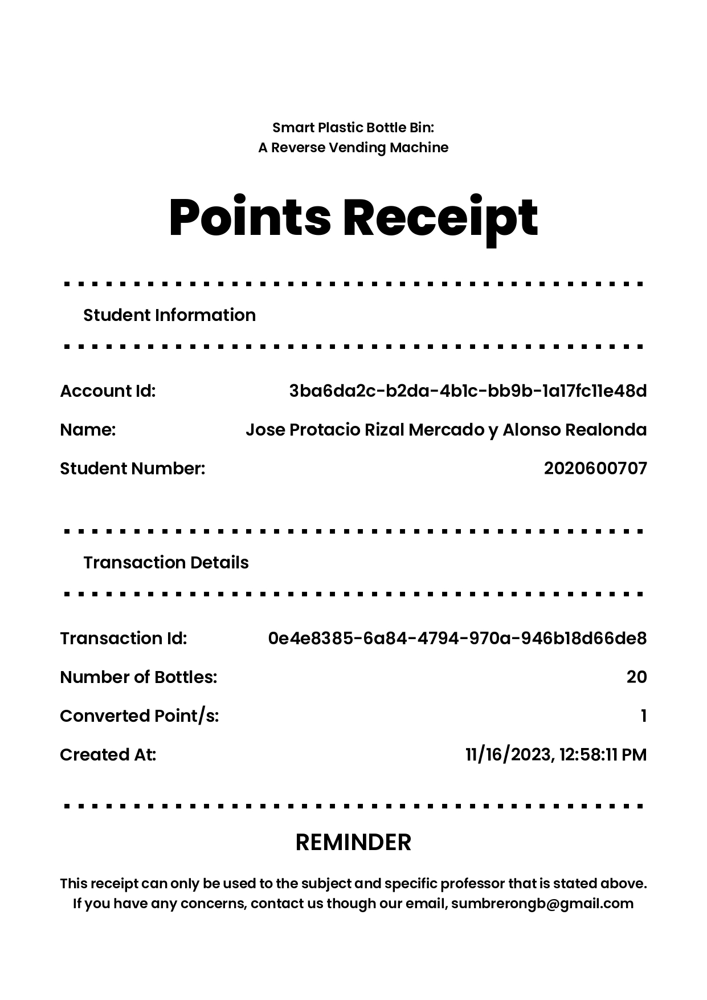 Smart Plastic Bottle Bin:
A Reverse Vending Machine
Points Receipt
Student Information
Account Id: 3ba6da2c-b2da-4b1c-bb9b-1a17fc11e48d
Name: Jose Protacio Rizal Mercado y Alonso Realonda
Student Number: 2020600707
Transaction Details
Transaction Id: 0e4e8385-6a84-4794-970a-946b18d66de8
Number of Bottles: 20
Converted Point/s: 1
Created At: 11/16/2023, 12:58:11 PM
REMINDER
This receipt can only be used to the subject and specific professor that is stated above.
If you have any concerns, contact us though our email, sumbrerongb@gmail.com